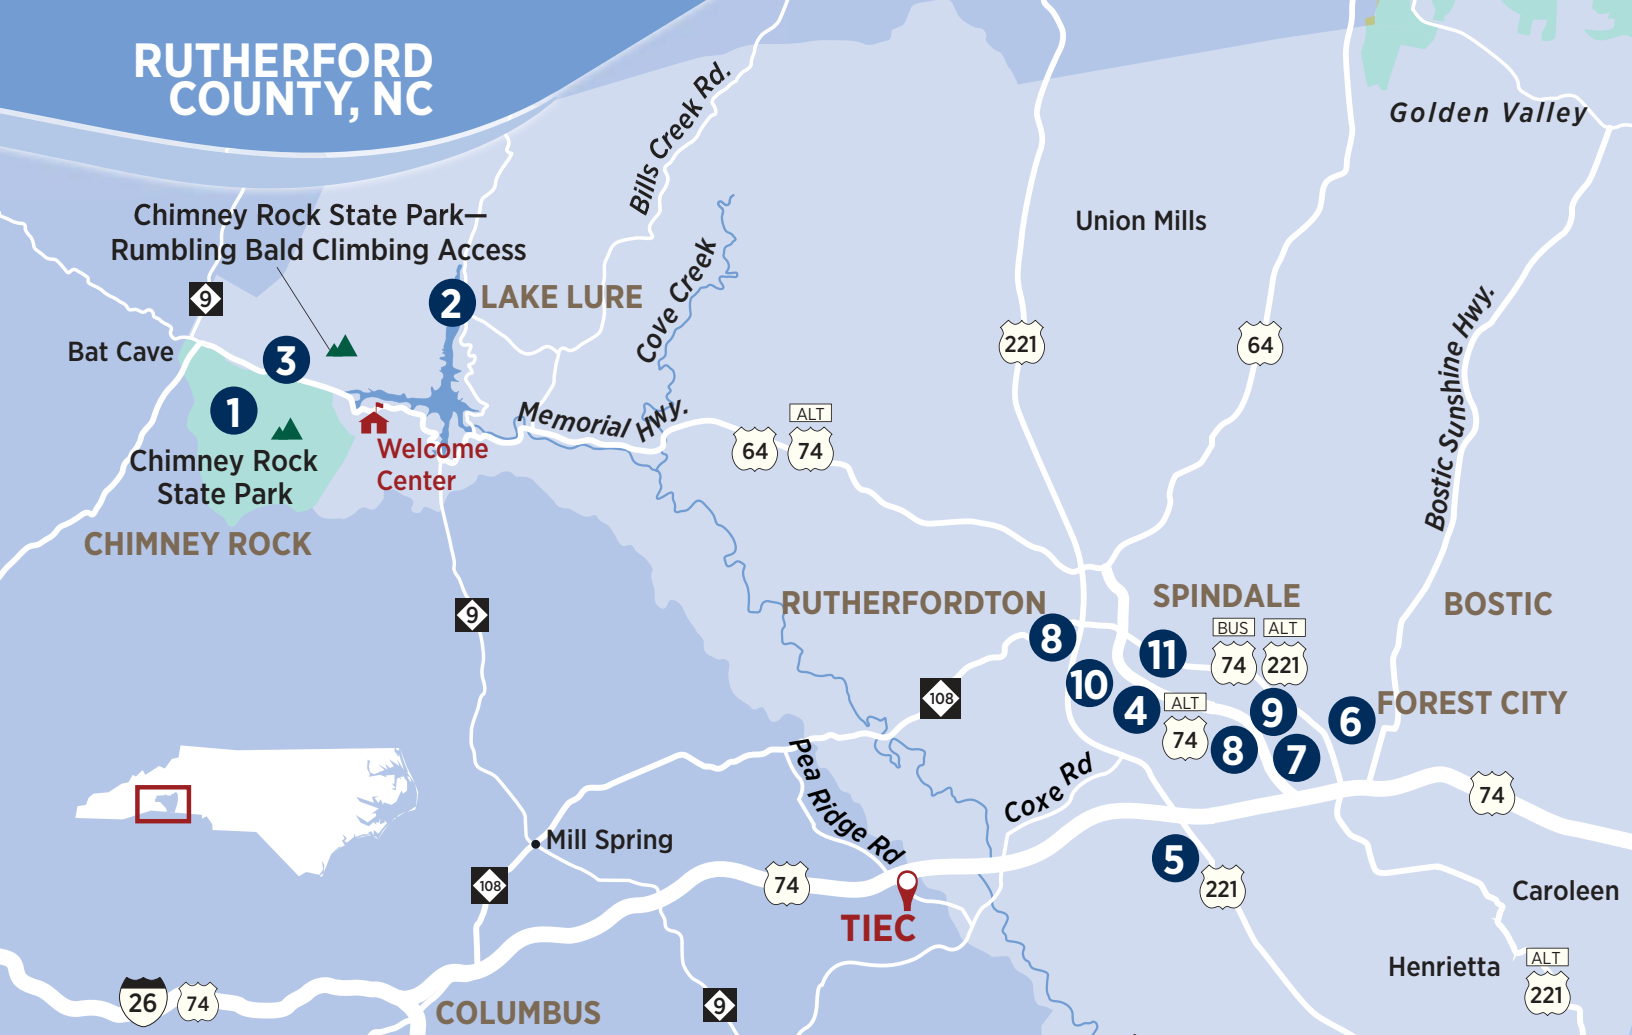 RUTHERFORD
COUNTY, NC
Golden Valley
Bills Creek Rd.
Chimney Rock State Park—
Rumbling Bald Climbing Access
Union Mills
9
2
LAKE LURE
Cove Creek
Bat Cave
3
221
64
Bostic Sunshine Hwy.
1
Memorial Hwy.
ALT
64
74
Welcome
Center
Chimney Rock
State Park
CHIMNEY ROCK
9
RUTHERFORDTON
SPINDALE
BOSTIC
8
11
BUS
ALT
74
221
10
108
4
ALT
74
9
8
7
6
FOREST CITY
Pea Ridge Rd
Coxe Rd
74
Mill Spring
5
108
74
221
Caroleen
TIEC
Henrietta
ALT
221
26
74
COLUMBUS
9